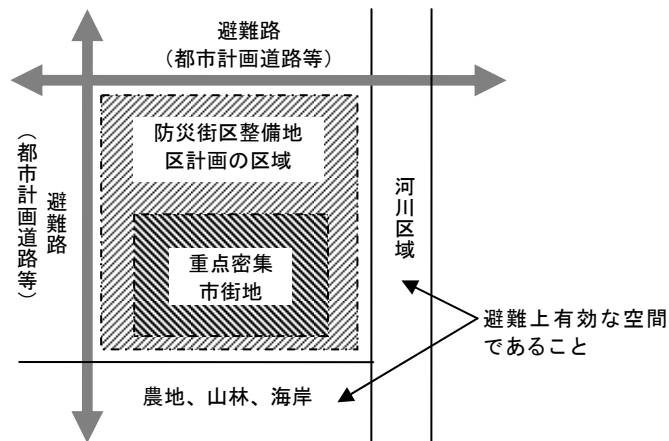 避難路
（都市計画道路等）
防災街区整備地
区計画の区域
避難路
（都市計画道路等）
河川区域
重点密集
市街地
避難上有効な空間
であること
農地、山林、海岸